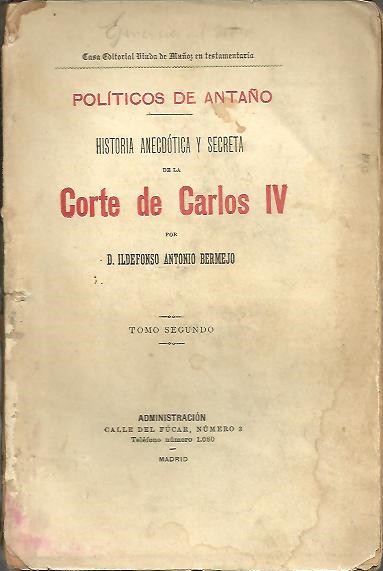 Casa Editorial Viuda de Muñoz en testamentaría
POLÍTICOS DE ANTAÑO
HISTORIA ANECDÓTICA Y SECRETA
DE LA
Corte de Carlos IV
POR
D. ILDEFONSO ANTONIO BERMEJO
TOMO SEGUNDO
ADMINISTRACIÓN
CALLE DEL FÚCAR, NÚMERO 3
Teléfono número 1.080
MADRID